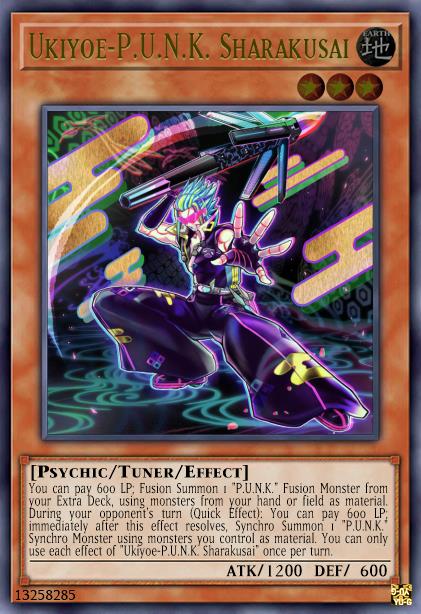 UKIYOE-P.U.N.K. SHARAKUSAI
EARTH
地
[PSYCHIC/TUNER/EFFECT]
You can pay 600 LP; Fusion Summon 1 "P.U.N.K." Fusion Monster from
your Extra Deck, using monsters from your hand or field as material.
During your opponent's turn (Quick Effect): You can pay 600 LP;
immediately after this effect resolves, Synchro Summon 1 "P.U.N.K."
Synchro Monster using monsters you control as material. You can only
use each effect of "Ukiyoe-P.U.N.K. Sharakusai" once per turn.
ATK/1200 DEF/ 600
13258285